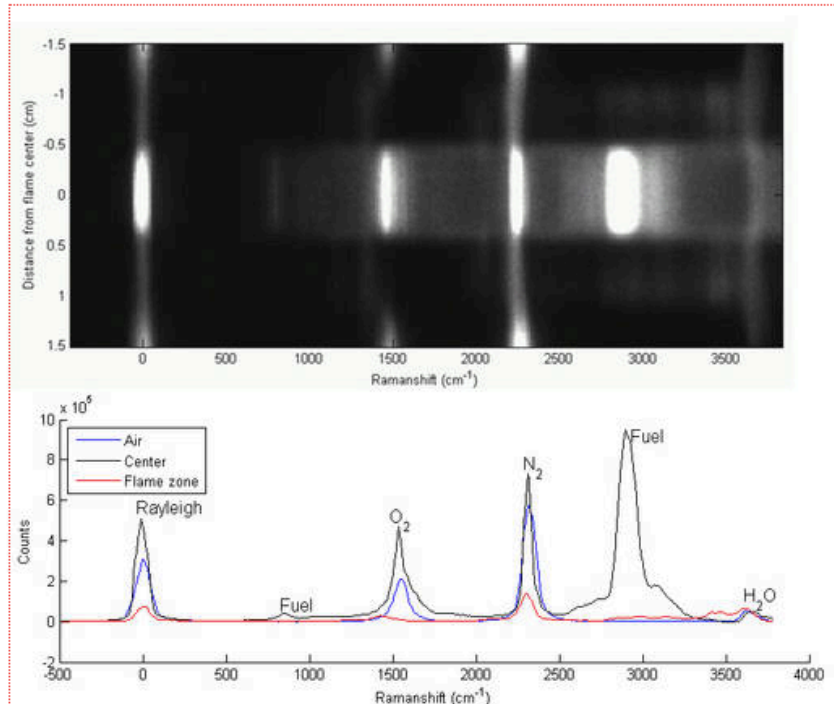 -1.5
-1
-0.5
0
0.5
1
1.5
Distance from flame center (cm)
0 500 1000 1500 2000 2500 3000 3500
Ramanshift (cm-1)
x 10^5
10
8
6
4
2
0
-2
Counts
Air
Center
Flame zone
Rayleigh
Fuel
O2
N2
Fuel
H2O
-500 0 500 1000 1500 2000 2500 3000 3500 4000
Ramanshift (cm-1)